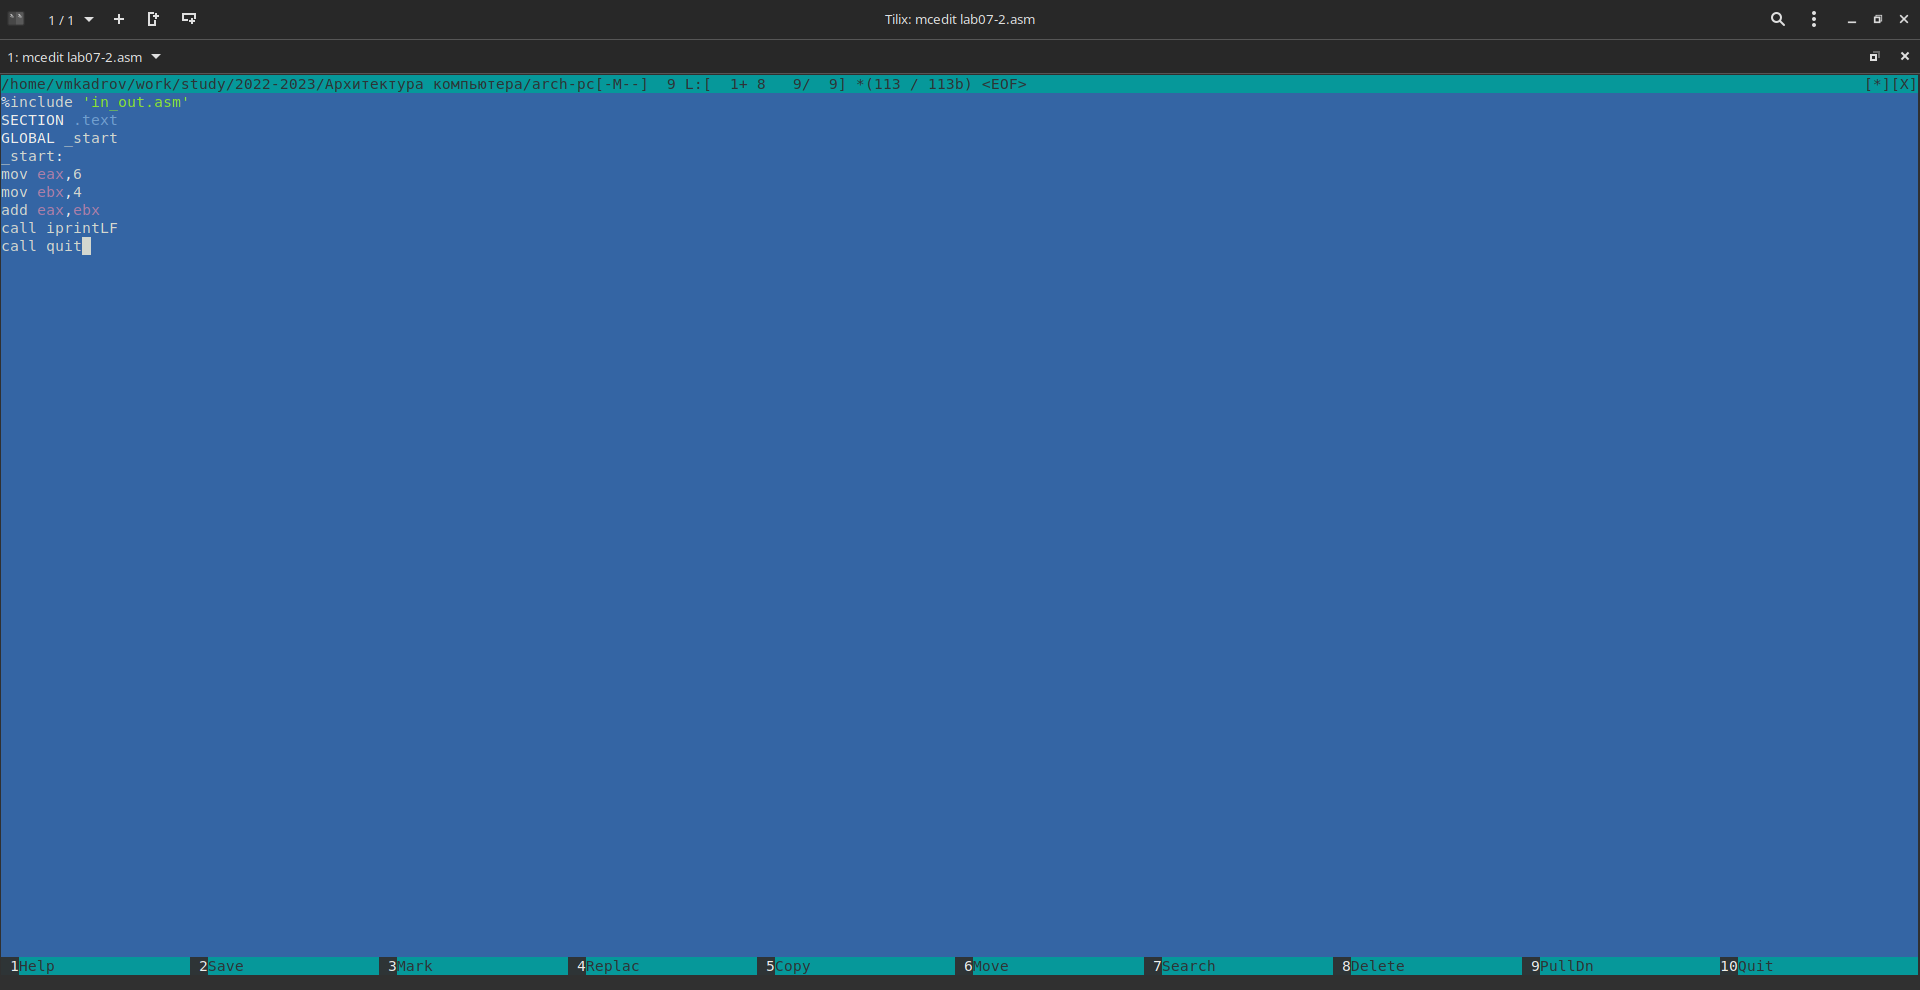 1 / 1
Tilix: mcedit lab07-2.asm
1: mcedit lab07-2.asm
/home/vmkadrov/work/study/2022-2023/Архитектура компьютера/arch-pc[-M--]  9 L:[  1+ 8   9/  9] *(113 / 113b) <EOF> [*][X]
%include 'in_out.asm'
SECTION .text
GLOBAL _start
_start:
mov eax,6
mov ebx,4
add eax,ebx
call iprintLF
call quit
1Help 2Save 3Mark 4Replac 5Copy 6Move 7Search 8Delete 9PullDn 10Quit